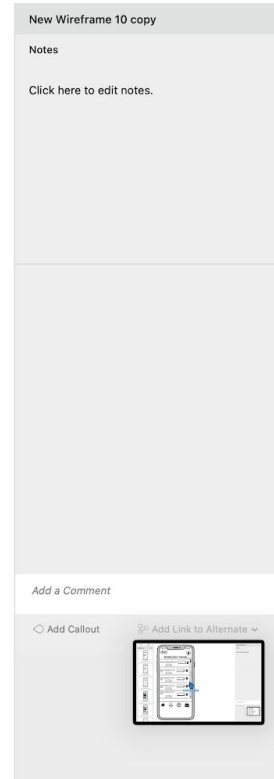 New Wireframe 10 copy
Notes
Click here to edit notes.
Add a Comment
Add Callout
Add Link to Alternate